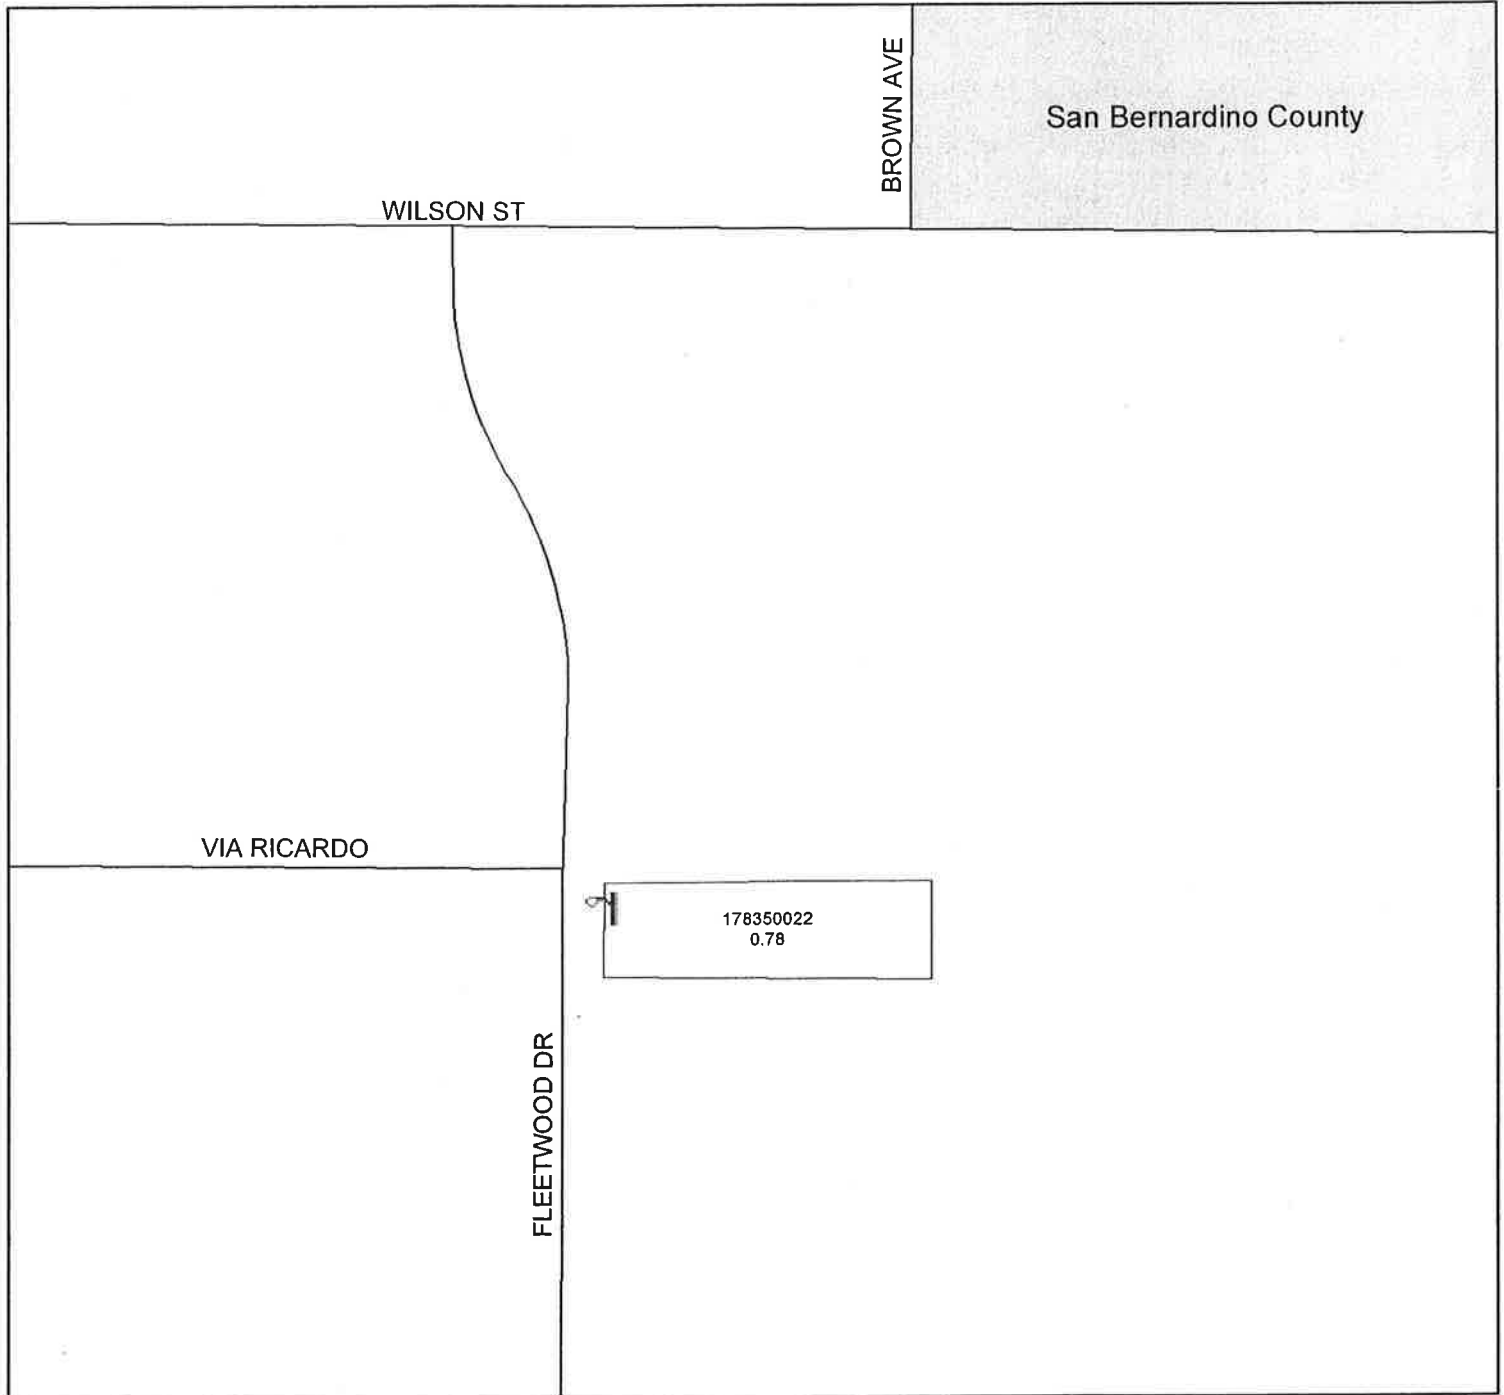 BROWN AVE
San Bernardino County
WILSON ST
VIA RICARDO
178350022
0.78
FLEETWOOD DR